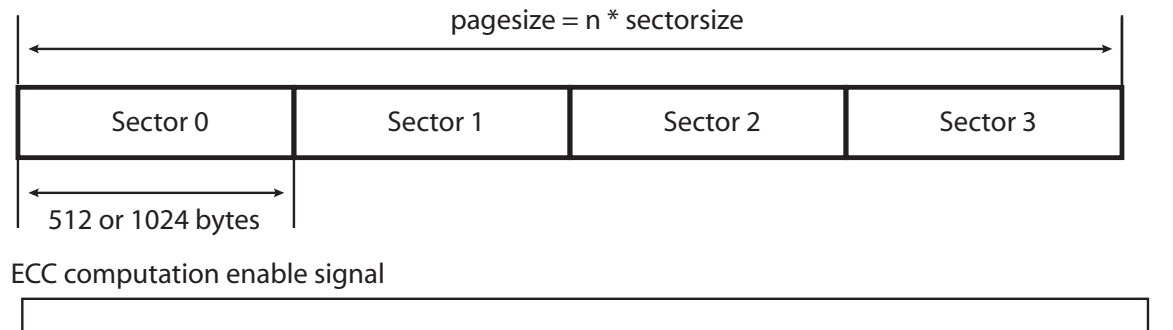 pagesize = n * sectorsize
Sector 0 Sector 1 Sector 2 Sector 3
512 or 1024 bytes
ECC computation enable signal